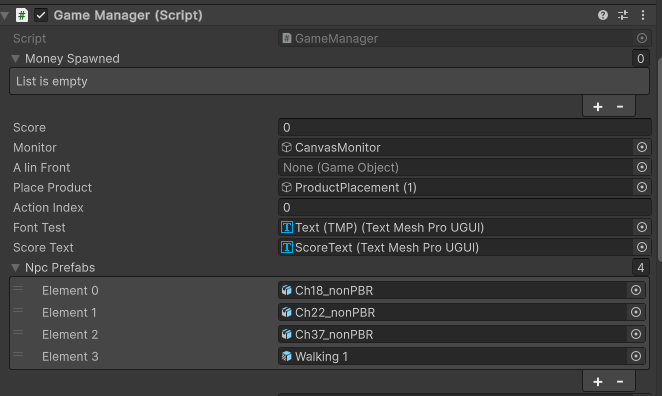 # Game Manager (Script)
Script # GameManager
Money Spawned 0
List is empty
+ -
Score 0
Monitor CanvasMonitor
A Iin Front None (Game Object)
Place Product ProductPlacement (1)
Action Index 0
Font Test T Text (TMP) (Text Mesh Pro UGUI)
Score Text T ScoreText (Text Mesh Pro UGUI)
Npc Prefabs 4
Element 0 Ch18_nonPBR
Element 1 Ch22_nonPBR
Element 2 Ch37_nonPBR
Element 3 Walking 1
+ -